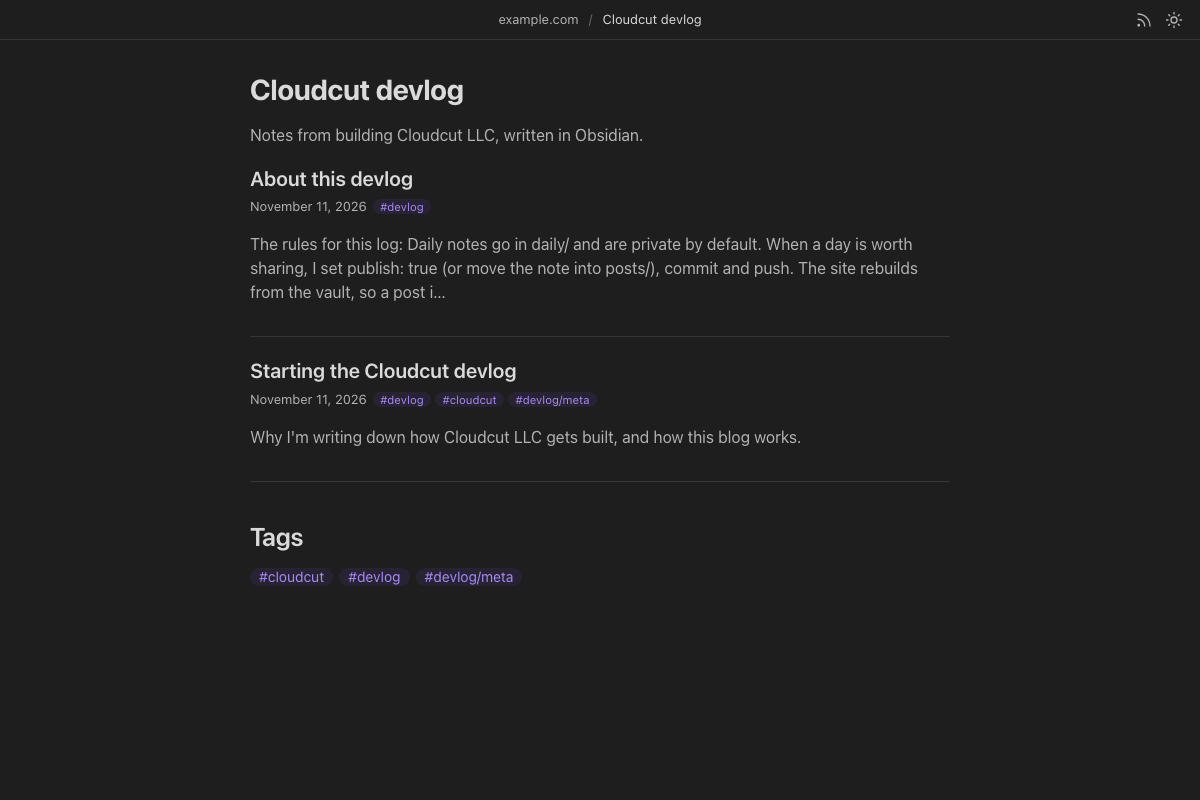 example.com / Cloudcut devlog
Cloudcut devlog
Notes from building Cloudcut LLC, written in Obsidian.
About this devlog
November 11, 2026 #devlog
The rules for this log: Daily notes go in daily/ and are private by default. When a day is worth
sharing, I set publish: true (or move the note into posts/), commit and push. The site rebuilds
from the vault, so a post i...
Starting the Cloudcut devlog
November 11, 2026 #devlog #cloudcut #devlog/meta
Why I'm writing down how Cloudcut LLC gets built, and how this blog works.
Tags
#cloudcut #devlog #devlog/meta